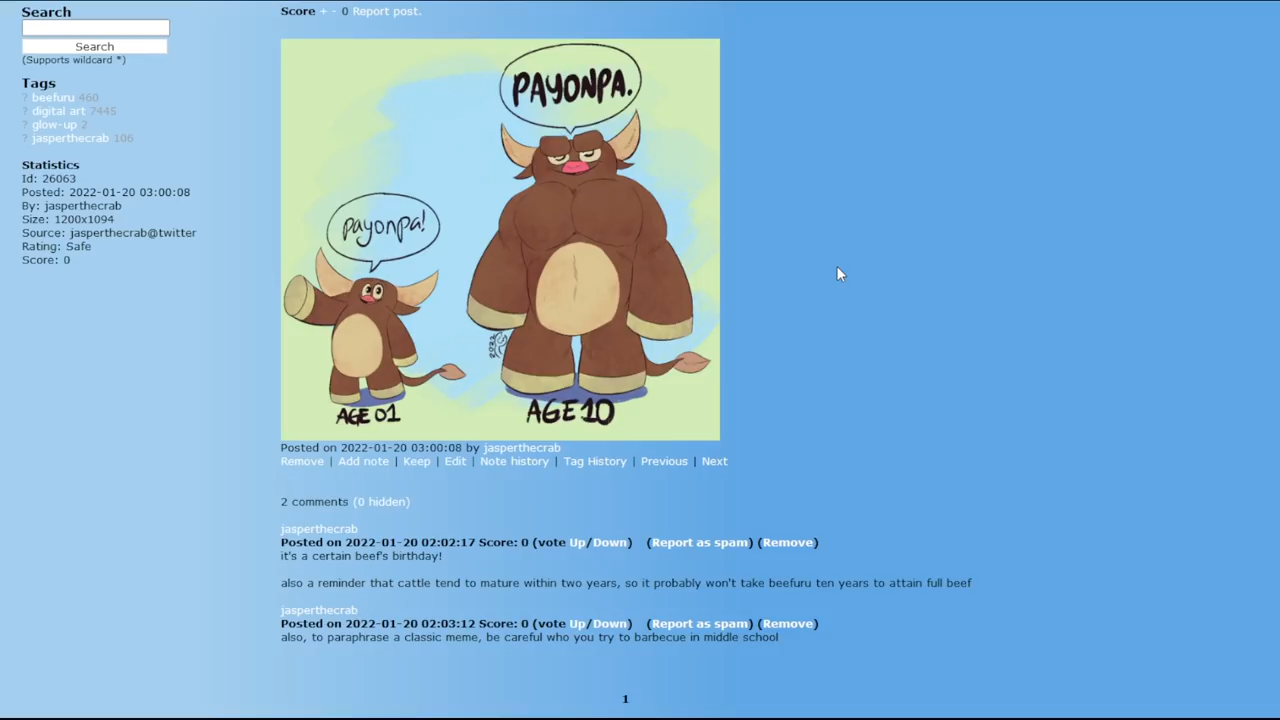 Search
Search
(Supports wildcard *)
Tags
? beefuru 460
? digital art 7445
? glow-up 2
? jasperthecrab 106
Statistics
Id: 26063
Posted: 2022-01-20 03:00:08
By: jasperthecrab
Size: 1200x1094
Source: jasperthecrab@twitter
Rating: Safe
Score: 0
Score + - 0 Report post.
PAYONPA.
payonpa!
2022
AGE 01
AGE 10
Posted on 2022-01-20 03:00:08 by jasperthecrab
Remove | Add note | Keep | Edit | Note history | Tag History | Previous | Next
2 comments (0 hidden)
jasperthecrab
Posted on 2022-01-20 02:02:17 Score: 0 (vote Up/Down) (Report as spam) (Remove)
it's a certain beef's birthday!
also a reminder that cattle tend to mature within two years, so it probably won't take beefuru ten years to attain full beef
jasperthecrab
Posted on 2022-01-20 02:03:12 Score: 0 (vote Up/Down) (Report as spam) (Remove)
also, to paraphrase a classic meme, be careful who you try to barbecue in middle school
1